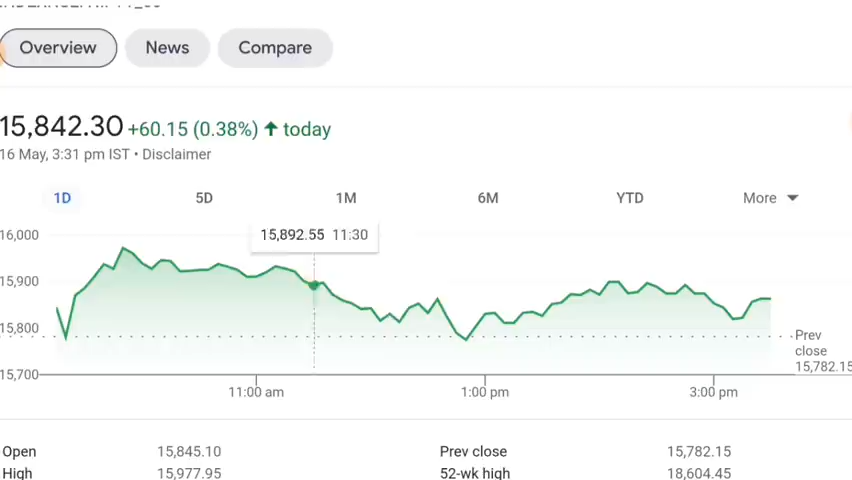 Overview News Compare
15,842.30 +60.15 (0.38%) ↑ today
16 May, 3:31 pm IST • Disclaimer
1D 5D 1M 6M YTD More
15,892.55 11:30
16,000
15,900
15,800
15,700
Prev
close
15,782.15
11:00 am 1:00 pm 3:00 pm
Open 15,845.10 Prev close 15,782.15
High 15,977.95 52-wk high 18,604.45